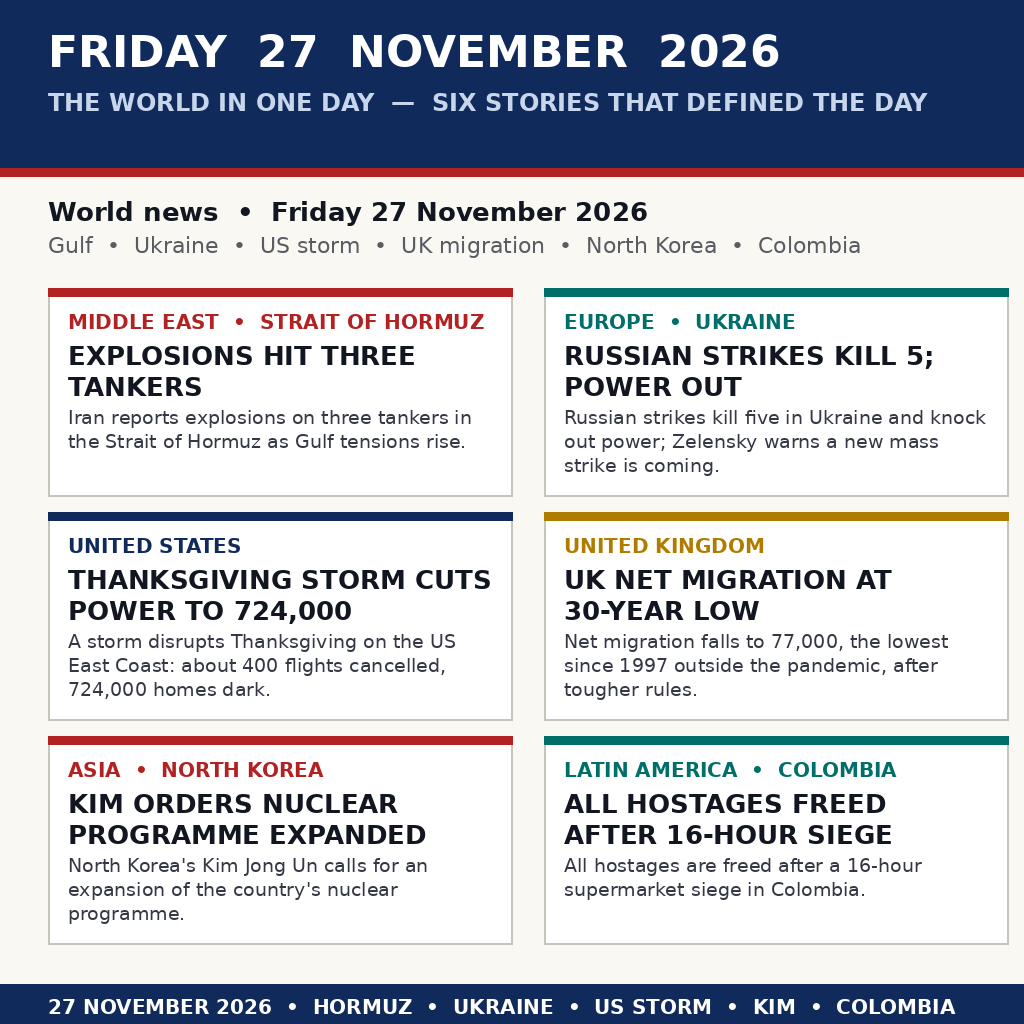 FRIDAY 27 NOVEMBER 2026
THE WORLD IN ONE DAY — SIX STORIES THAT DEFINED THE DAY
World news • Friday 27 November 2026
Gulf • Ukraine • US storm • UK migration • North Korea • Colombia
MIDDLE EAST • STRAIT OF HORMUZ
EXPLOSIONS HIT THREE
TANKERS
Iran reports explosions on three tankers in
the Strait of Hormuz as Gulf tensions rise.
EUROPE • UKRAINE
RUSSIAN STRIKES KILL 5;
POWER OUT
Russian strikes kill five in Ukraine and knock
out power; Zelensky warns a new mass
strike is coming.
UNITED STATES
THANKSGIVING STORM CUTS
POWER TO 724,000
A storm disrupts Thanksgiving on the US
East Coast: about 400 flights cancelled,
724,000 homes dark.
UNITED KINGDOM
UK NET MIGRATION AT
30-YEAR LOW
Net migration falls to 77,000, the lowest
since 1997 outside the pandemic, after
tougher rules.
ASIA • NORTH KOREA
KIM ORDERS NUCLEAR
PROGRAMME EXPANDED
North Korea's Kim Jong Un calls for an
expansion of the country's nuclear
programme.
LATIN AMERICA • COLOMBIA
ALL HOSTAGES FREED
AFTER 16-HOUR SIEGE
All hostages are freed after a 16-hour
supermarket siege in Colombia.
27 NOVEMBER 2026 • HORMUZ • UKRAINE • US STORM • KIM • COLOMBIA